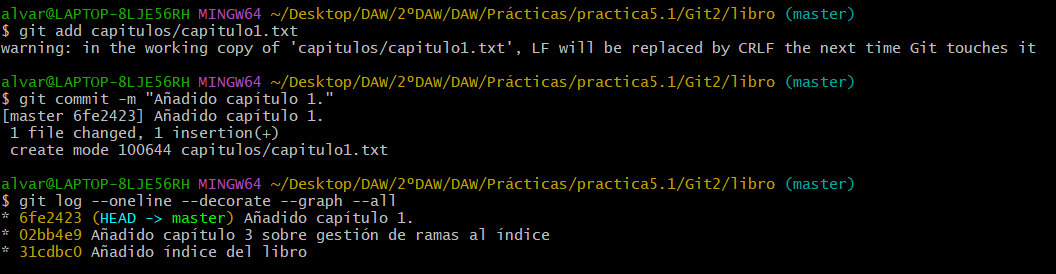 alvar@LAPTOP-8LJE56RH MINGW64 ~/Desktop/DAW/2ºDAW/DAW/Prácticas/practica5.1/Git2/libro (master)
$ git add capitulos/capitulo1.txt
warning: in the working copy of 'capitulos/capitulo1.txt', LF will be replaced by CRLF the next time Git touches it
alvar@LAPTOP-8LJE56RH MINGW64 ~/Desktop/DAW/2ºDAW/DAW/Prácticas/practica5.1/Git2/libro (master)
$ git commit -m "Añadido capítulo 1."
[master 6fe2423] Añadido capítulo 1.
 1 file changed, 1 insertion(+)
 create mode 100644 capitulos/capitulo1.txt
alvar@LAPTOP-8LJE56RH MINGW64 ~/Desktop/DAW/2ºDAW/DAW/Prácticas/practica5.1/Git2/libro (master)
$ git log --oneline --decorate --graph --all
* 6fe2423 (HEAD -> master) Añadido capítulo 1.
* 02bb4e9 Añadido capítulo 3 sobre gestión de ramas al índice
* 31cdbc0 Añadido índice del libro